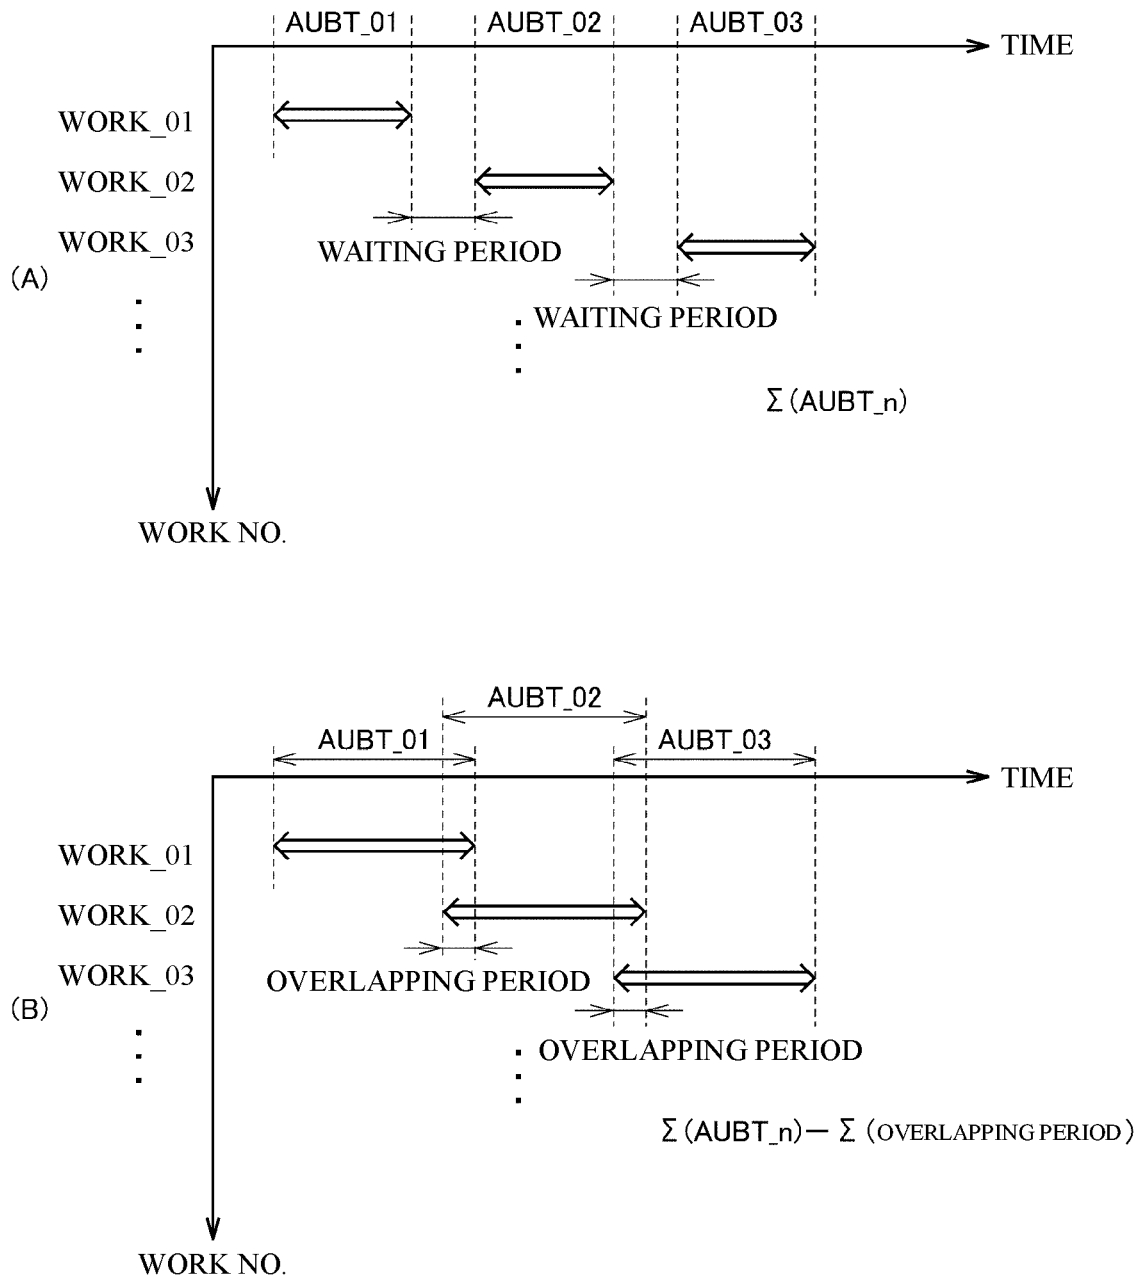 AUBT_01 AUBT_02 AUBT_03
TIME
WORK_01
WORK_02
WORK_03
WAITING PERIOD
(A)
WAITING PERIOD
Σ(AUBT_n)
WORK NO.
AUBT_02
AUBT_01 AUBT_03
TIME
WORK_01
WORK_02
WORK_03
OVERLAPPING PERIOD
(B)
OVERLAPPING PERIOD
Σ(AUBT_n)－Σ(OVERLAPPING PERIOD)
WORK NO.